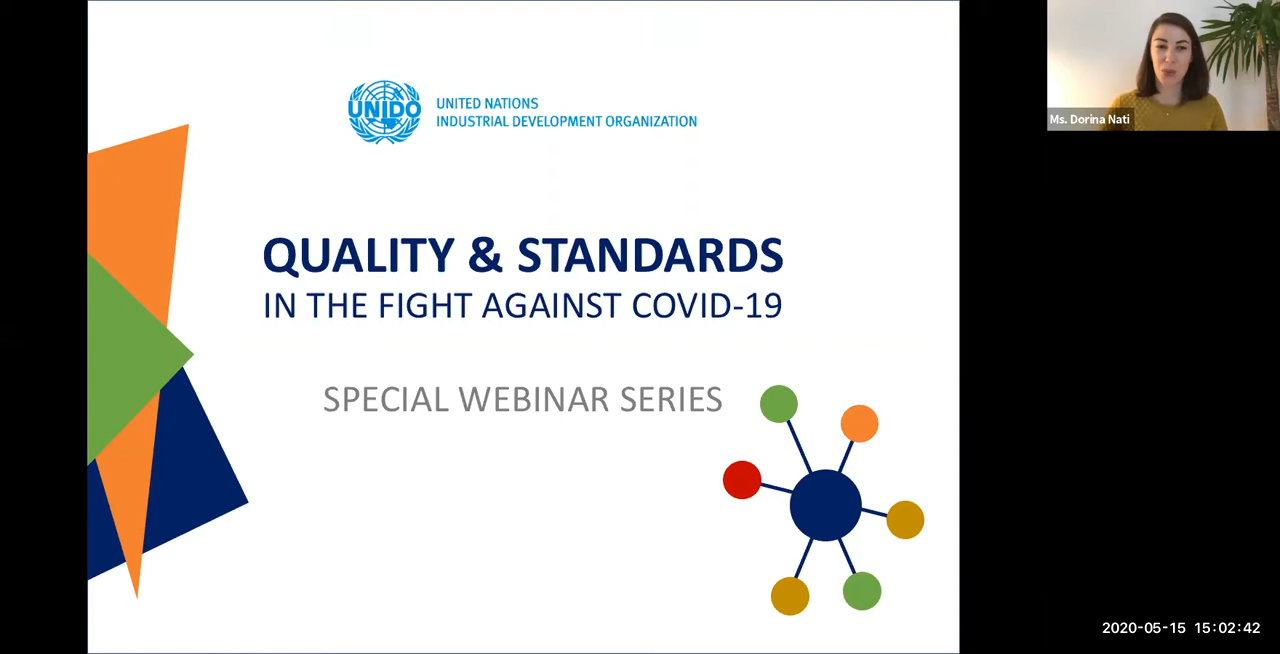 UNIDO
UNITED NATIONS
INDUSTRIAL DEVELOPMENT ORGANIZATION
QUALITY & STANDARDS
IN THE FIGHT AGAINST COVID-19
SPECIAL WEBINAR SERIES
Ms. Dorina Nati
2020-05-15 15:02:42